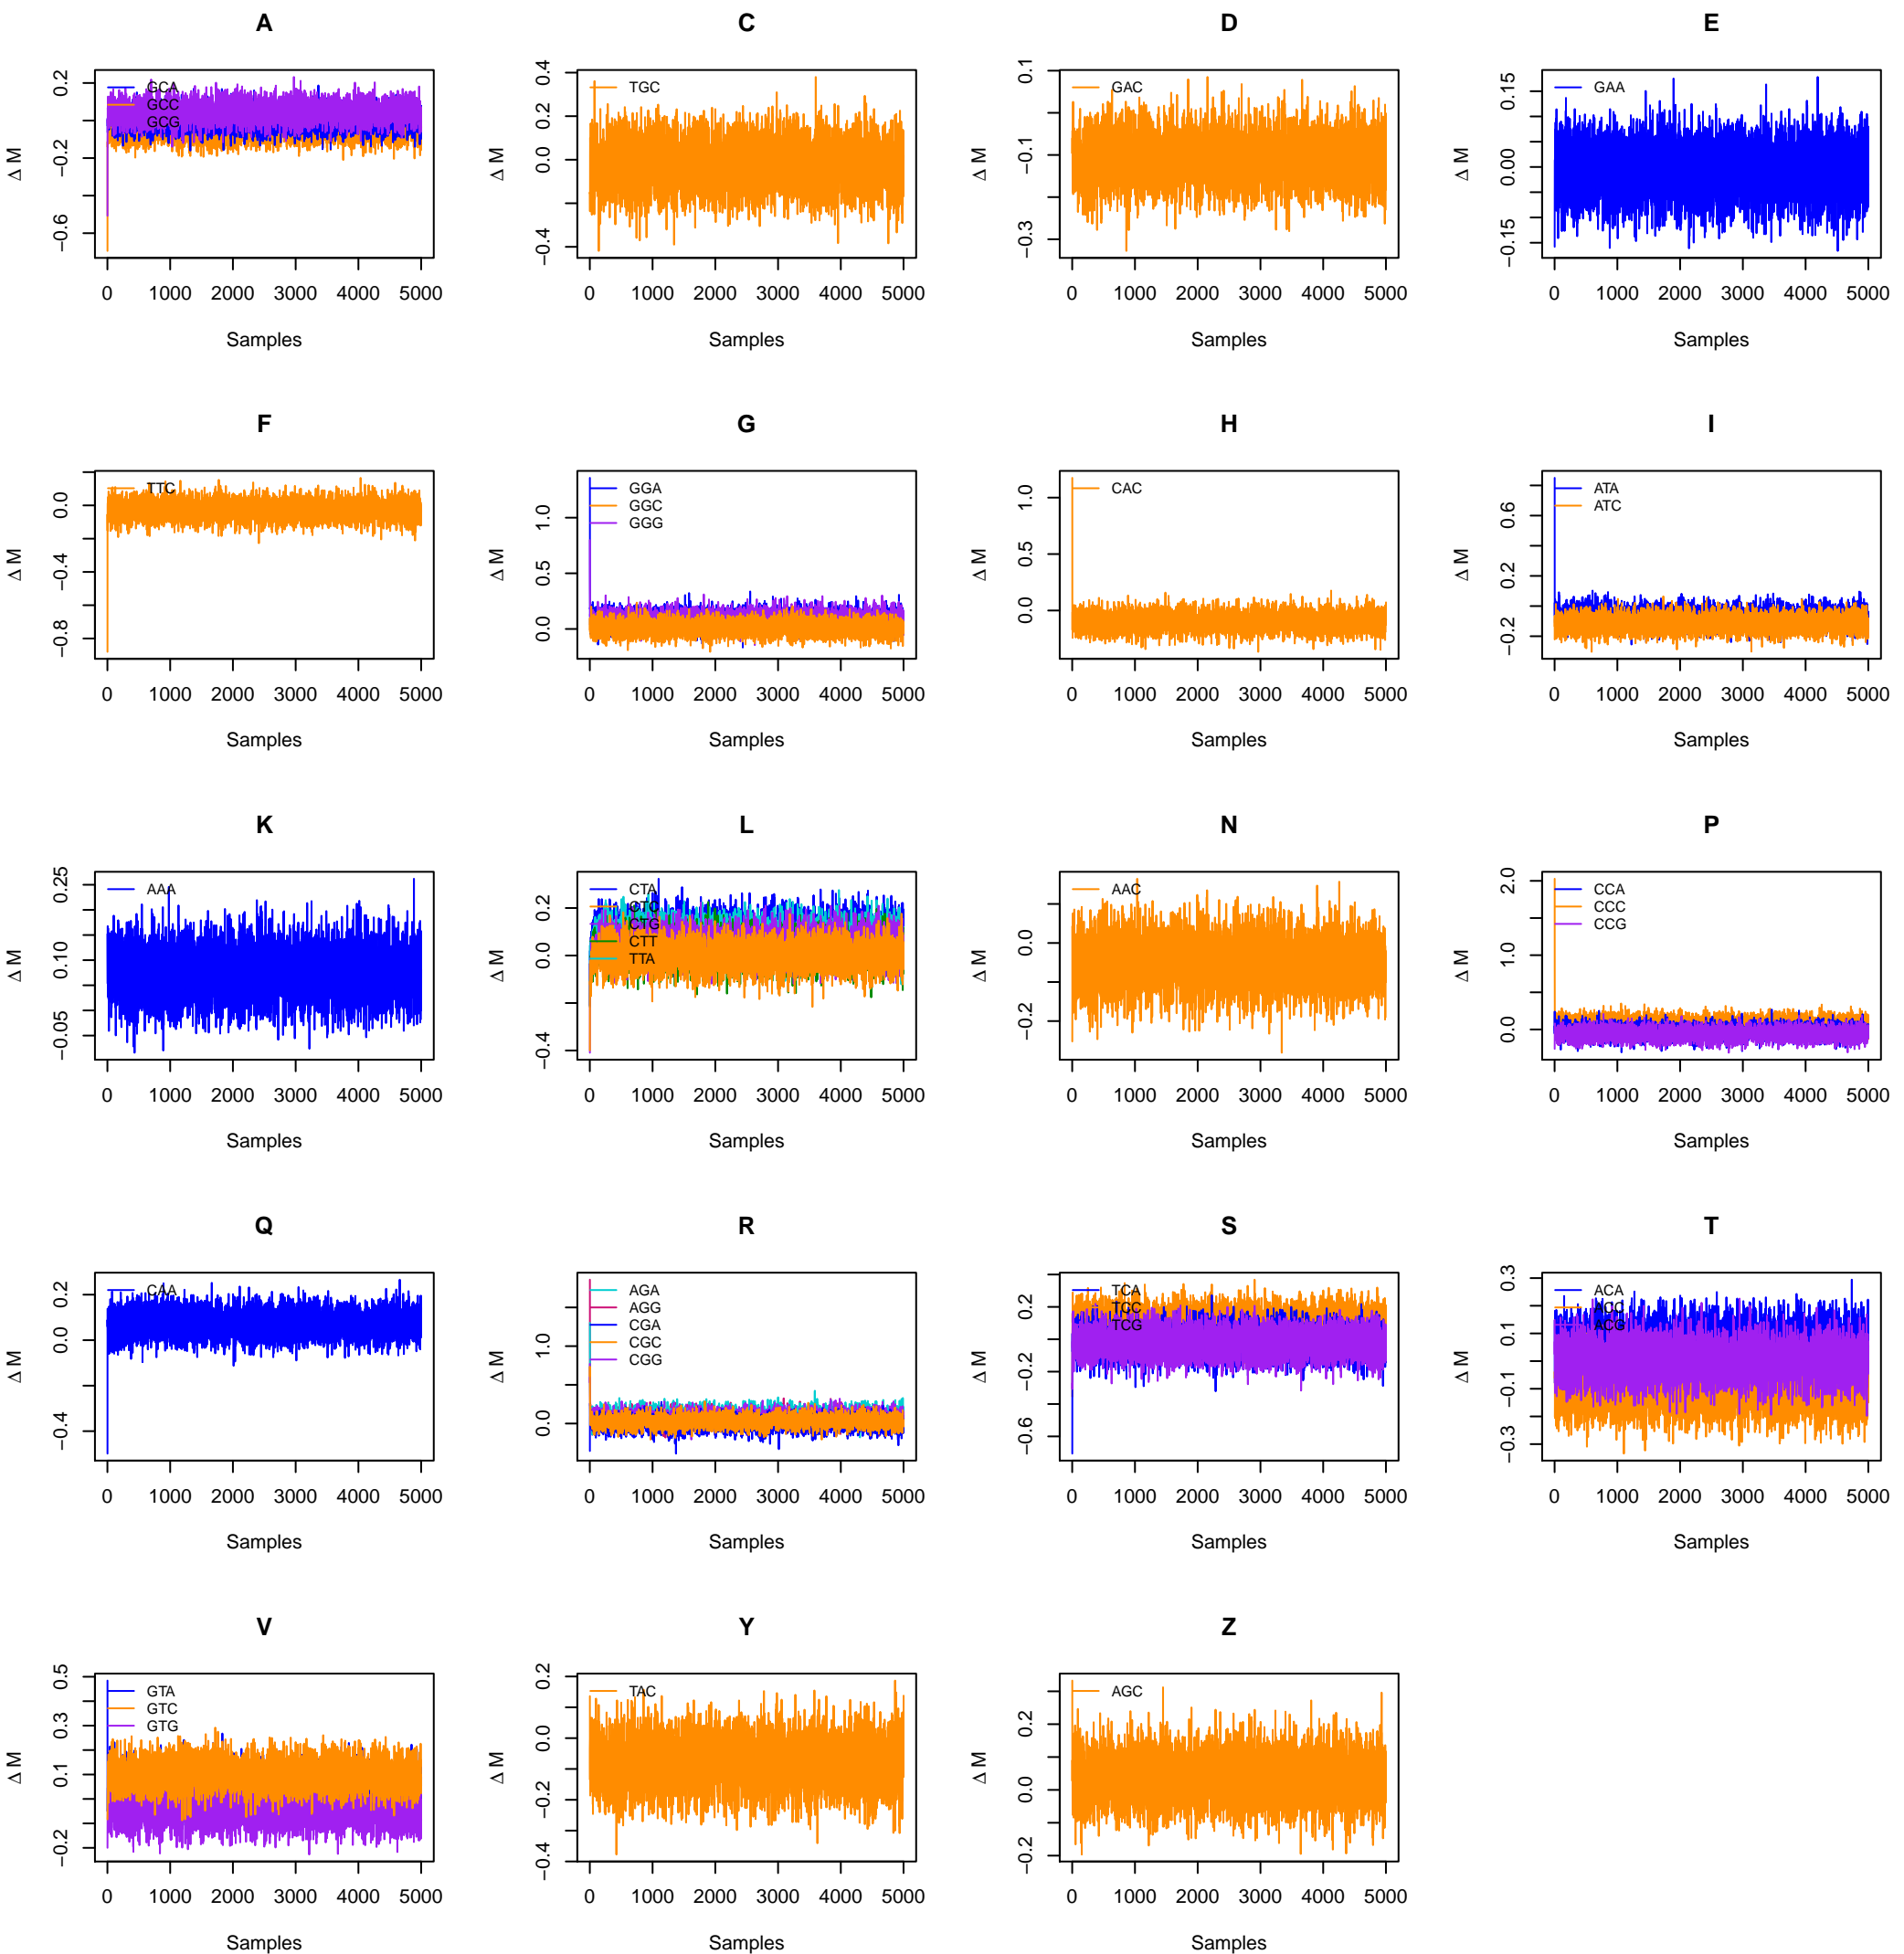 A
Δ M
0.2
−0.2
−0.6
GCA
GCC
GCG
0 1000 2000 3000 4000 5000
Samples
C
Δ M
0.4
0.2
0.0
−0.4
TGC
0 1000 2000 3000 4000 5000
Samples
D
Δ M
0.1
−0.1
−0.3
GAC
0 1000 2000 3000 4000 5000
Samples
E
Δ M
0.15
0.00
−0.15
GAA
0 1000 2000 3000 4000 5000
Samples
F
Δ M
0.0
−0.4
−0.8
TTC
0 1000 2000 3000 4000 5000
Samples
G
Δ M
1.0
0.5
0.0
GGA
GGC
GGG
0 1000 2000 3000 4000 5000
Samples
H
Δ M
1.0
0.5
0.0
CAC
0 1000 2000 3000 4000 5000
Samples
I
Δ M
0.6
0.2
−0.2
ATA
ATC
0 1000 2000 3000 4000 5000
Samples
K
Δ M
0.25
0.10
−0.05
AAA
0 1000 2000 3000 4000 5000
Samples
L
Δ M
0.2
0.0
−0.4
CTA
CTC
CTG
CTT
TTA
0 1000 2000 3000 4000 5000
Samples
N
Δ M
0.0
−0.2
AAC
0 1000 2000 3000 4000 5000
Samples
P
Δ M
2.0
1.0
0.0
CCA
CCC
CCG
0 1000 2000 3000 4000 5000
Samples
Q
Δ M
0.2
0.0
−0.4
CAA
0 1000 2000 3000 4000 5000
Samples
R
Δ M
1.0
0.0
AGA
AGG
CGA
CGC
CGG
0 1000 2000 3000 4000 5000
Samples
S
Δ M
0.2
−0.2
−0.6
TCA
TCC
TCG
0 1000 2000 3000 4000 5000
Samples
T
Δ M
0.3
0.1
−0.1
−0.3
ACA
ACC
ACG
0 1000 2000 3000 4000 5000
Samples
V
Δ M
0.5
0.3
0.1
−0.2
GTA
GTC
GTG
0 1000 2000 3000 4000 5000
Samples
Y
Δ M
0.2
0.0
−0.2
−0.4
TAC
0 1000 2000 3000 4000 5000
Samples
Z
Δ M
0.2
0.0
−0.2
AGC
0 1000 2000 3000 4000 5000
Samples